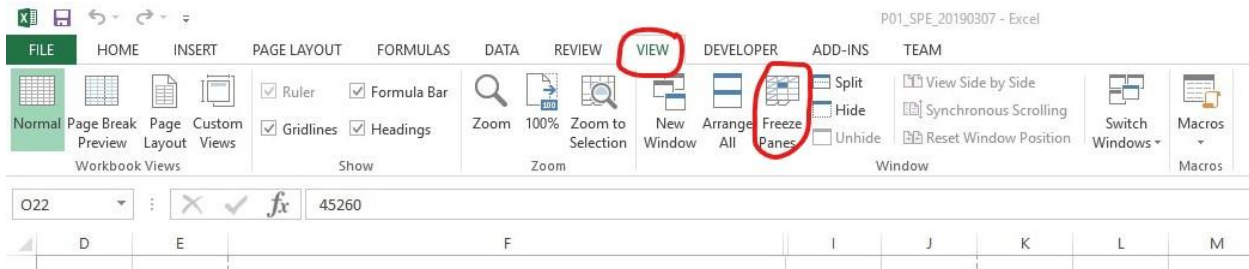 P01_SPE_20190307 - Excel
FILE HOME INSERT PAGE LAYOUT FORMULAS DATA REVIEW VIEW DEVELOPER ADD-INS TEAM
Normal
Page Break
Preview
Page
Layout
Custom
Views
Workbook Views
Ruler
Formula Bar
Gridlines
Headings
Show
Zoom
100
100%
Zoom to
Selection
Zoom
New
Window
Arrange
All
Freeze
Panes
Split
Hide
Unhide
View Side by Side
Synchronous Scrolling
Reset Window Position
Window
Switch
Windows
Macros
Macros
O22
fx
45260
D E F I J K L M